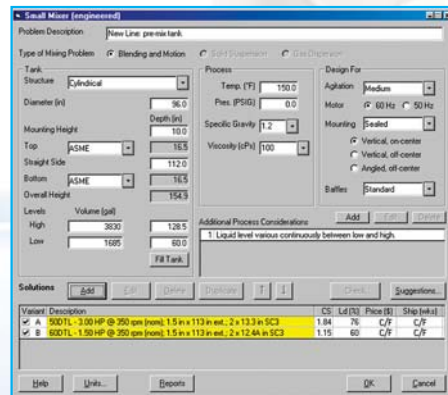 Small Mixer (engineered)
Problem Description New Line: pre-mix tank.
Type of Mixing Problem Blending and Motion Solid Suspension Gas Dispersion
Tank
Structure Cylindrical
Diameter (in) 96.0
Depth (in)
Mounting Height 10.0
Top ASME 16.5
Straight Side 112.0
Bottom ASME 16.5
Overall Height 154.9
Levels Volume (gal)
High 3830 128.5
Low 1685 60.0
Fill Tank
Process
Temp. (°F) 150.0
Pres. (PSIG) 0.0
Specific Gravity 1.2
Viscosity (cPs) 100
Design For
Agitation Medium
Motor 60 Hz 50 Hz
Mounting Sealed
Vertical, on-center
Vertical, off-center
Angled, off-center
Baffles Standard
Additional Process Considerations Add Edit Delete
1: Liquid level various continuously between low and high.
Solutions Add Edit Delete Duplicate Check... Suggestions...
Variant Description CS Ld (%) Price ($) Ship (wks)
A 50DTL - 3.00 HP @ 350 rpm (nom); 1.5 in x 113 in ext.; 2 x 13.3 in SC3 1.84 76 C/F C/F
B 60DTL - 1.50 HP @ 350 rpm (nom); 1.5 in x 113 in ext.; 2 x 12.4A in SC3 1.15 60 C/F C/F
Help Units... Reports OK Cancel